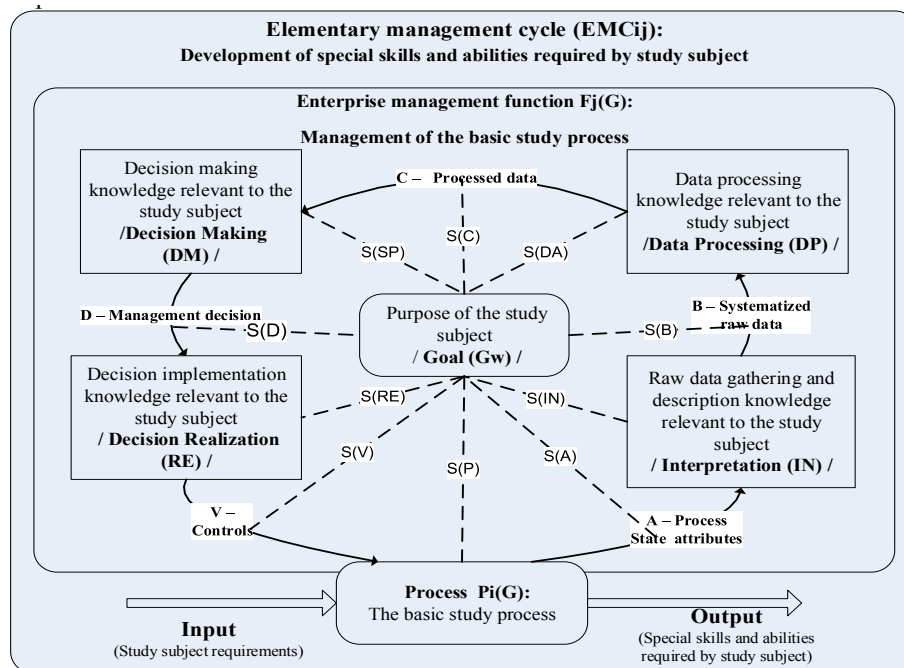 Elementary management cycle (EMCij):
Development of special skills and abilities required by study subject
Enterprise management function Fj(G):
Management of the basic study process
Decision making
knowledge relevant to the
study subject
/Decision Making
(DM) /
C – Processed data
Data processing
knowledge relevant to the
study subject
/Data Processing (DP) /
S(SP)
S(C)
S(DA)
D – Management decision
S(D)
Purpose of the study
subject
/ Goal (Gw) /
S(B)
B – Systematized
raw data
Decision implementation
knowledge relevant to the
study subject
/ Decision Realization
(RE) /
S(RE)
S(V)
S(P)
S(IN)
S(A)
Raw data gathering and
description knowledge
relevant to the study
subject
/ Interpretation (IN) /
V –
Controls
A – Process
State attributes
Process Pi(G):
The basic study process
Input
(Study subject requirements)
Output
(Special skills and abilities
required by study subject)